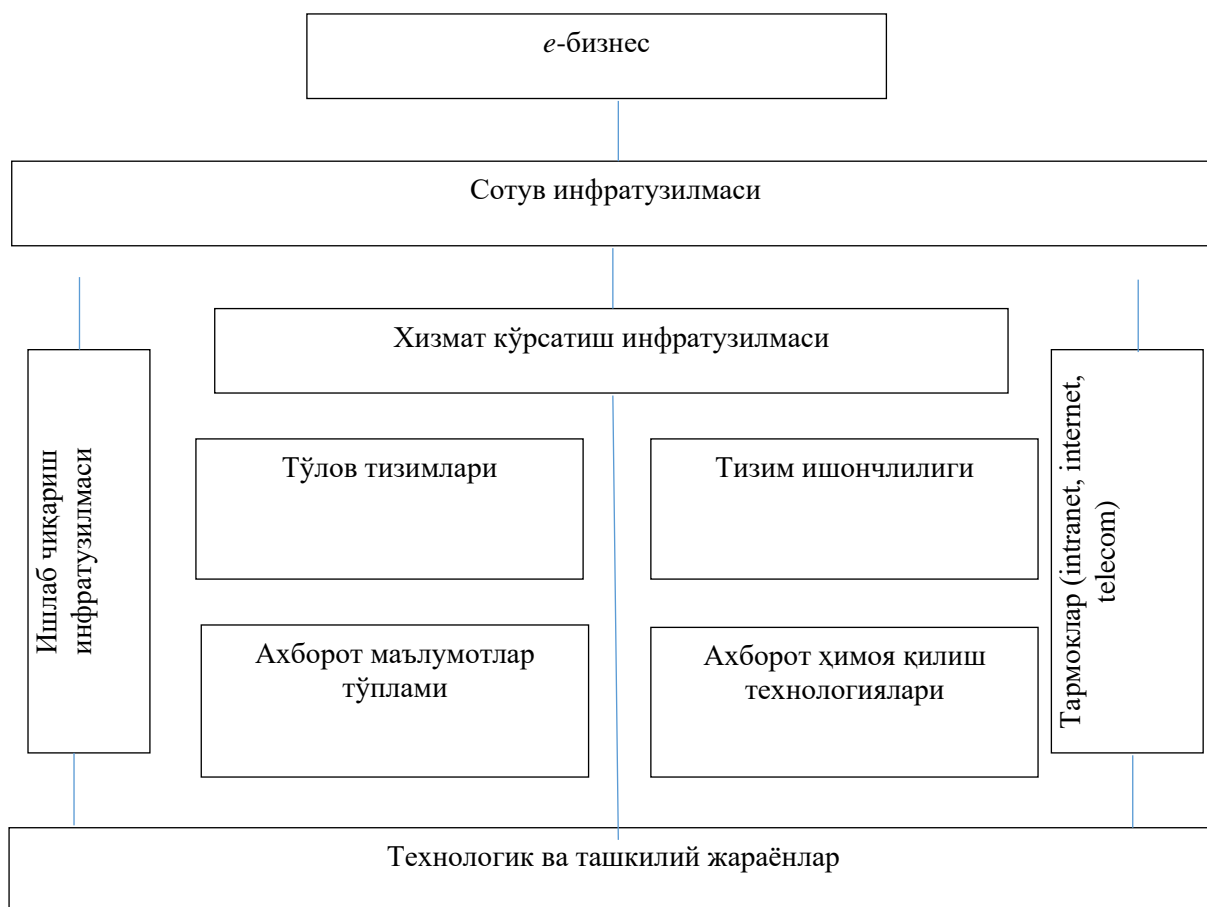 e-бизнес
Сотув инфратузилмаси
Хизмат кўрсатиш инфратузилмаси
Ишлаб чиқариш
инфратузилмаси
Тўлов тизимлари
Тизим ишончлилиги
Тармоклар (intranet, internet,
telecom)
Ахборот маълумотлар
тўплами
Ахборот ҳимоя қилиш
технологиялари
Технологик ва ташкилий жараёнлар